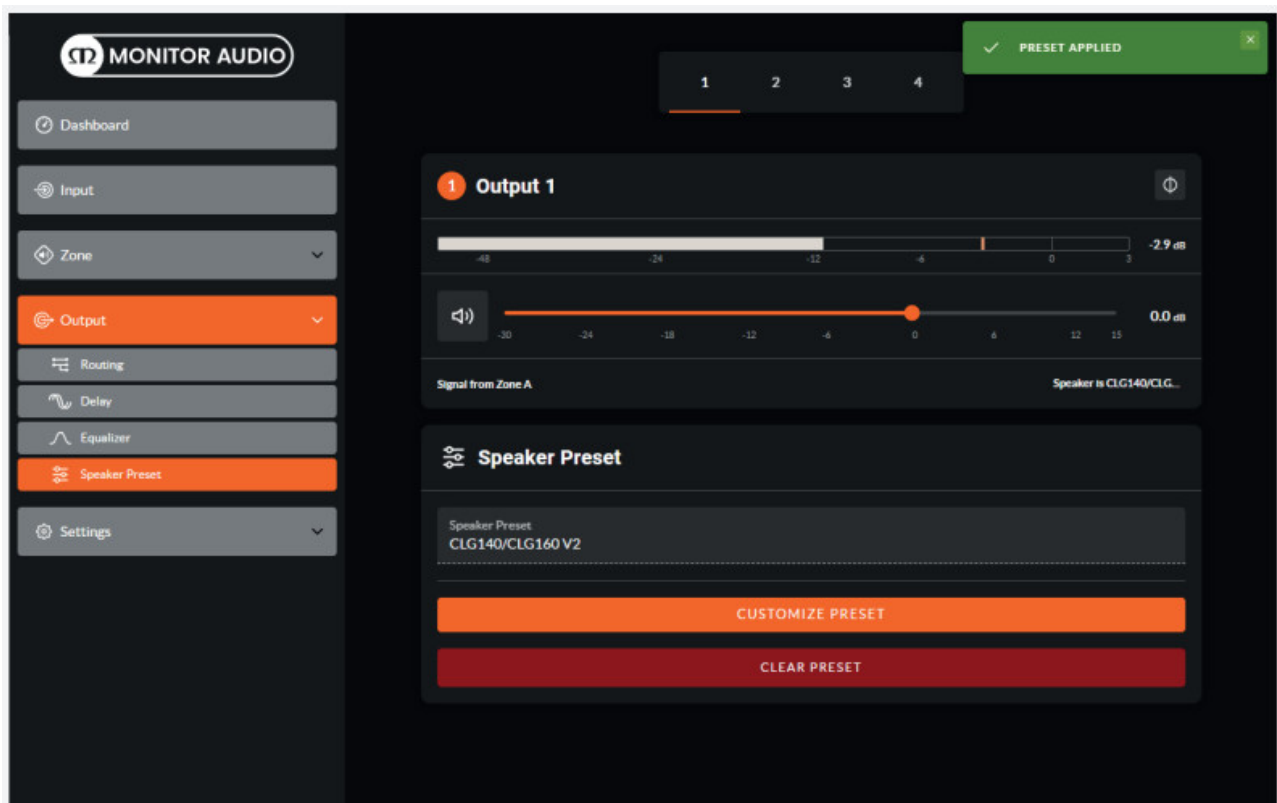 MONITOR AUDIO
PRESET APPLIED
1 2 3 4
Dashboard
Input
Zone
Output
Routing
Delay
Equalizer
Speaker Preset
Settings
1 Output 1
-2.9 dB
-48 -24 -12 -6 0 3
0.0 dB
-30 -24 -18 -12 -6 0 6 12 15
Signal from Zone A
Speaker is CLG140/CLG...
Speaker Preset
Speaker Preset
CLG140/CLG160 V2
CUSTOMIZE PRESET
CLEAR PRESET